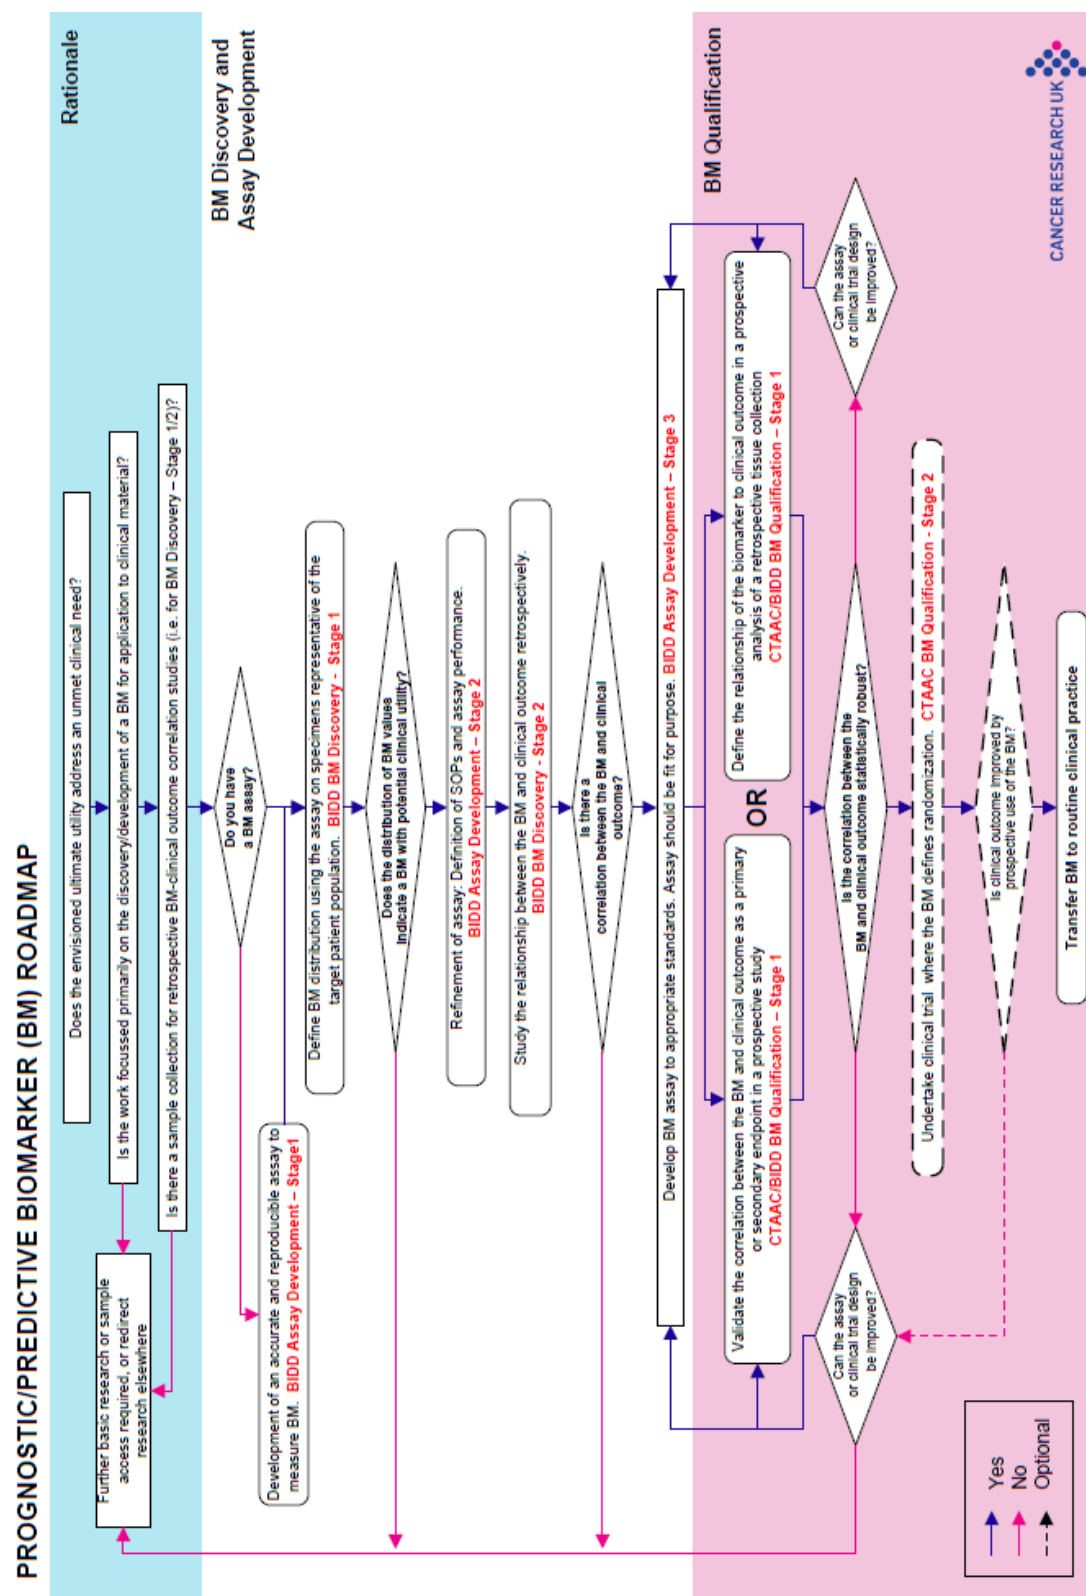 PROGNOSTIC/PREDICTIVE BIOMARKER (BM) ROADMAP
Rationale
Does the envisioned ultimate utility address an unmet clinical need?
Is the work focussed primarily on the discovery/development of a BM for application to clinical material?
Further basic research or sample
access required, or redirect
research elsewhere
Is there a sample collection for retrospective BM-clinical outcome correlation studies (i.e. for BM Discovery – Stage 1/2)?
BM Discovery and
Assay Development
Do you have
a BM assay?
Development of an accurate and reproducible assay to
measure BM. BIDD Assay Development – Stage1
Define BM distribution using the assay on specimens representative of the
target patient population. BIDD BM Discovery - Stage 1
Does the distribution of BM values
Indicate a BM with potential clinical utility?
Refinement of assay: Definition of SOPs and assay performance.
BIDD Assay Development – Stage 2
Study the relationship between the BM and clinical outcome retrospectively.
BIDD BM Discovery - Stage 2
Is there a
correlation between the BM and clinical
outcome?
Develop BM assay to appropriate standards. Assay should be fit for purpose. BIDD Assay Development – Stage 3
BM Qualification
Validate the correlation between the BM and clinical outcome as a primary
or secondary endpoint in a prospective study
CTAAC/BIDD BM Qualification – Stage 1
OR
Define the relationship of the biomarker to clinical outcome in a prospective
analysis of a retrospective tissue collection
CTAAC/BIDD BM Qualification – Stage 1
Can the assay
or clinical trial design
be improved?
Is the correlation between the
BM and clinical outcome statistically robust?
Can the assay
or clinical trial design
be improved?
Undertake clinical trial where the BM defines randomization. CTAAC BM Qualification - Stage 2
Is clinical outcome improved by
prospective use of the BM?
Transfer BM to routine clinical practice
Yes
No
Optional
CANCER RESEARCH UK